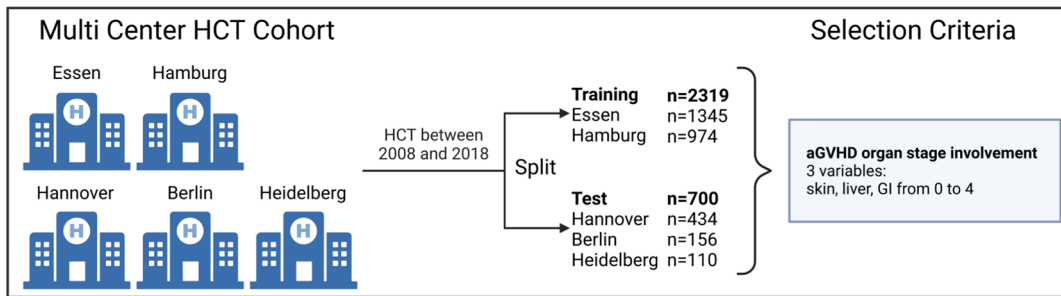 Multi Center HCT Cohort
Selection Criteria
Essen
Hamburg
H
H
Hannover
Berlin
Heidelberg
H
H
H
HCT between
2008 and 2018
Split
Training n=2319
Essen n=1345
Hamburg n=974
Test n=700
Hannover n=434
Berlin n=156
Heidelberg n=110
aGVHD organ stage involvement
3 variables:
skin, liver, GI from 0 to 4